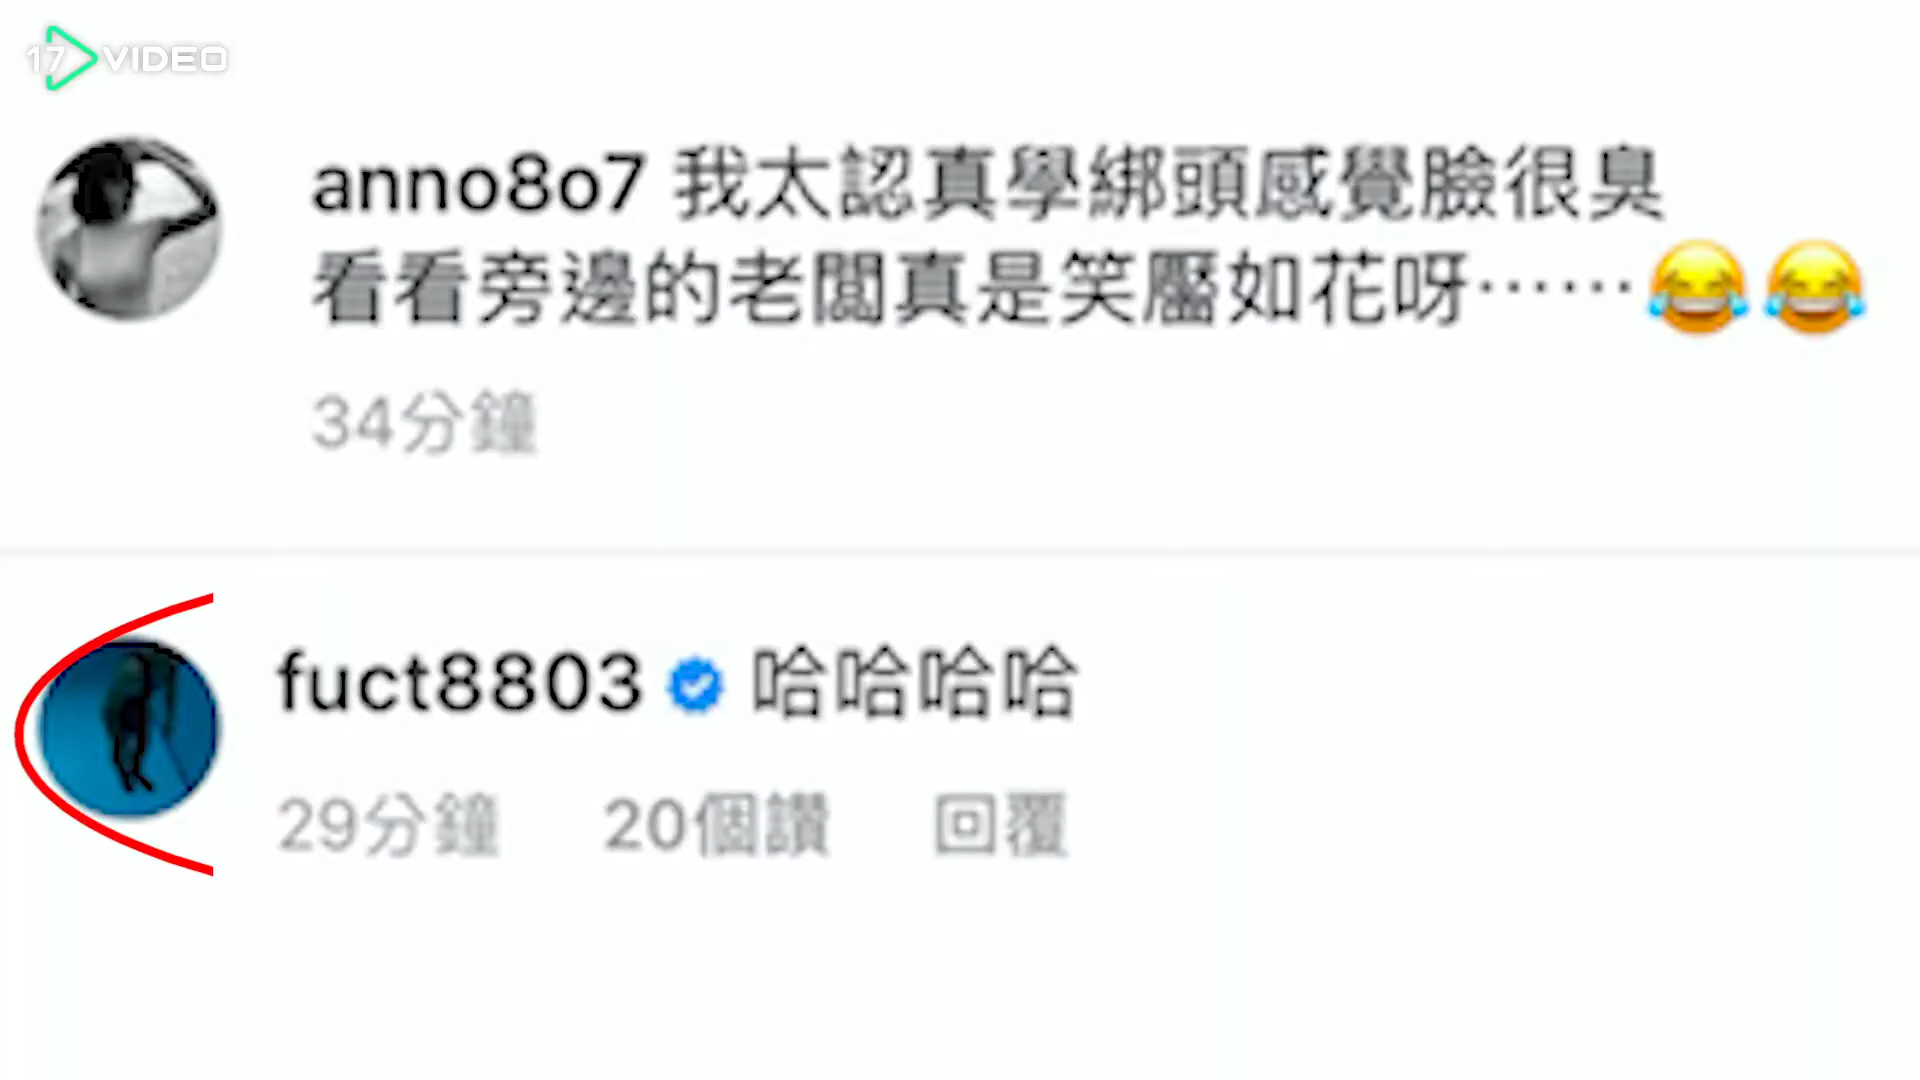 17 VIDEO
anno8o7 我太認真學綁頭感覺臉很臭
看看旁邊的老闆真是笑靨如花呀⋯⋯😂😂
34分鐘
fuct8803 哈哈哈哈
29分鐘 20個讚 回覆